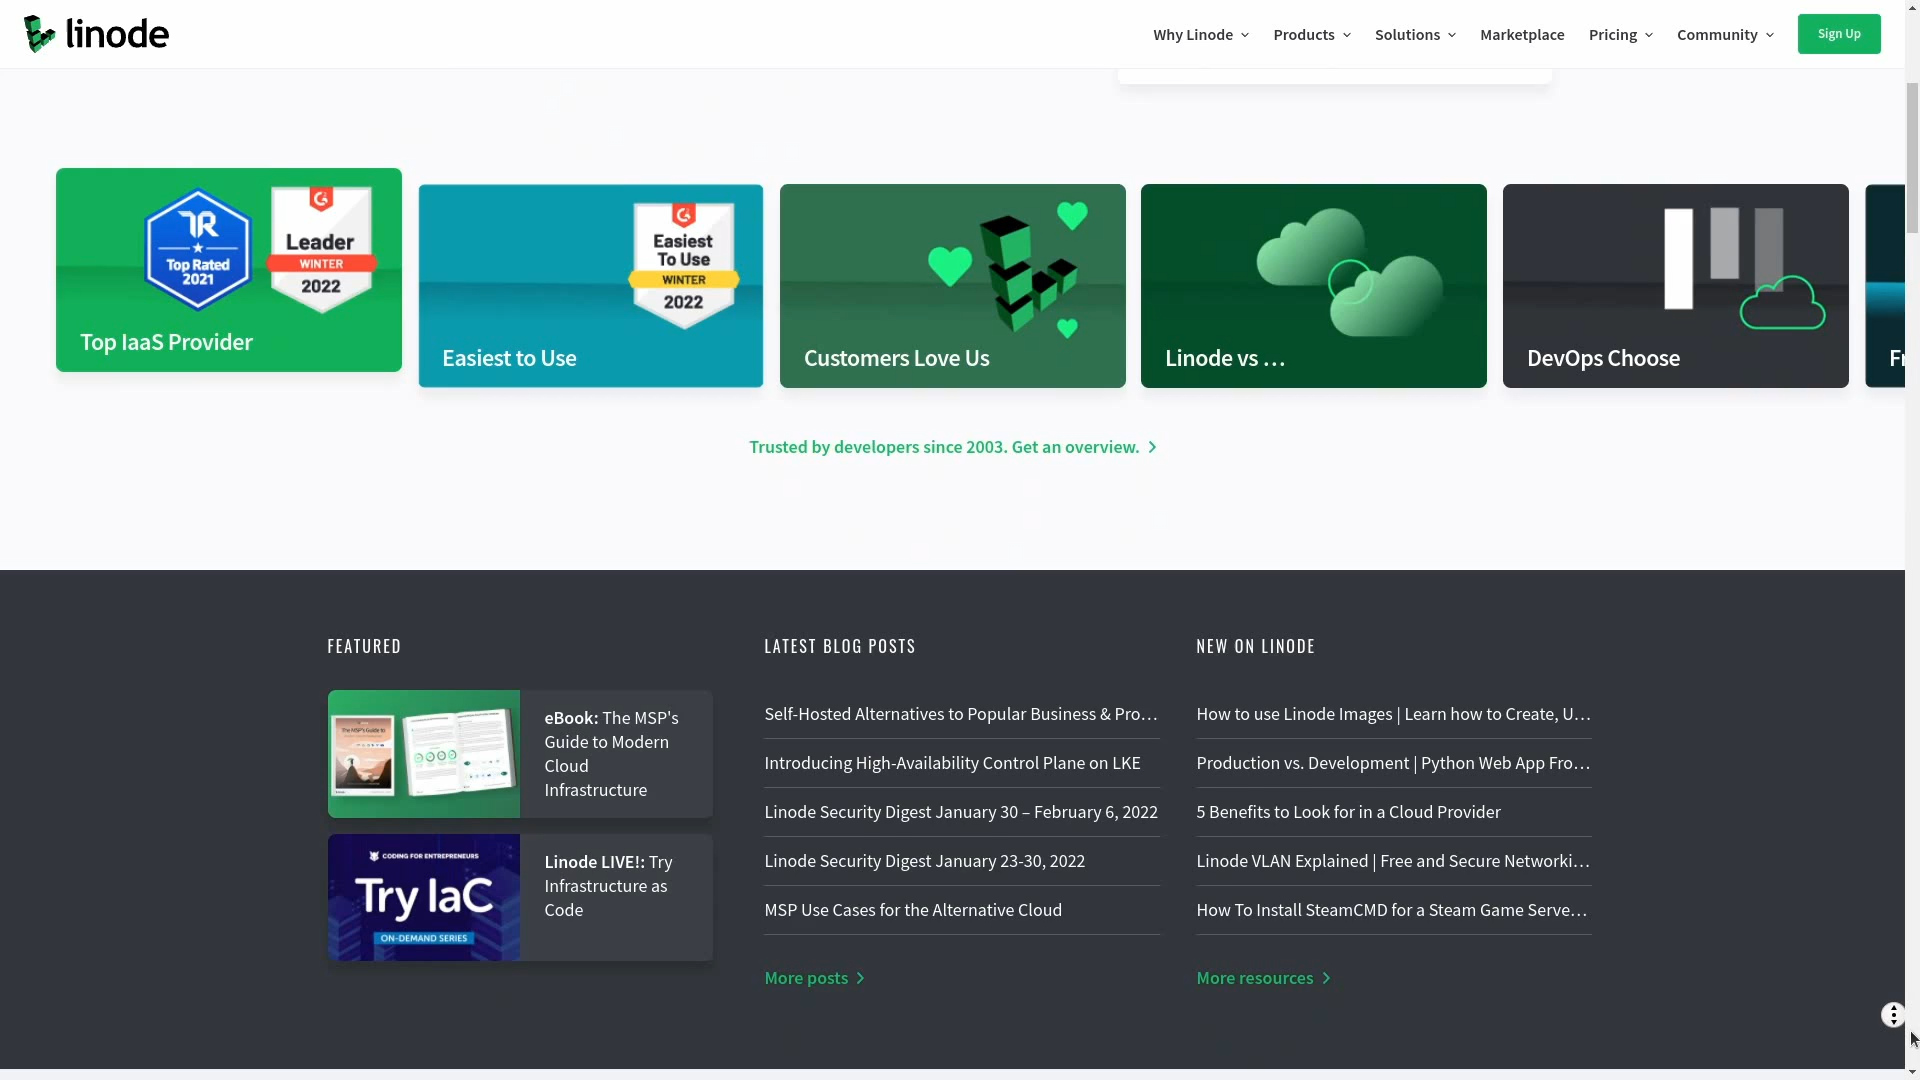 linode
Why Linode
Products
Solutions
Marketplace
Pricing
Community
Sign Up
TR
Top Rated
2021
Leader
WINTER
2022
Top IaaS Provider
Easiest
To Use
WINTER
2022
Easiest to Use
Customers Love Us
Linode vs …
DevOps Choose
Fr
Trusted by developers since 2003. Get an overview.
FEATURED
eBook: The MSP's
Guide to Modern
Cloud
Infrastructure
CODING FOR ENTREPRENEURS
Try IaC
ON-DEMAND SERIES
Linode LIVE!: Try
Infrastructure as
Code
LATEST BLOG POSTS
Self-Hosted Alternatives to Popular Business & Pro…
Introducing High-Availability Control Plane on LKE
Linode Security Digest January 30 – February 6, 2022
Linode Security Digest January 23-30, 2022
MSP Use Cases for the Alternative Cloud
More posts
NEW ON LINODE
How to use Linode Images | Learn how to Create, U…
Production vs. Development | Python Web App Fro…
5 Benefits to Look for in a Cloud Provider
Linode VLAN Explained | Free and Secure Networki…
How To Install SteamCMD for a Steam Game Serve…
More resources